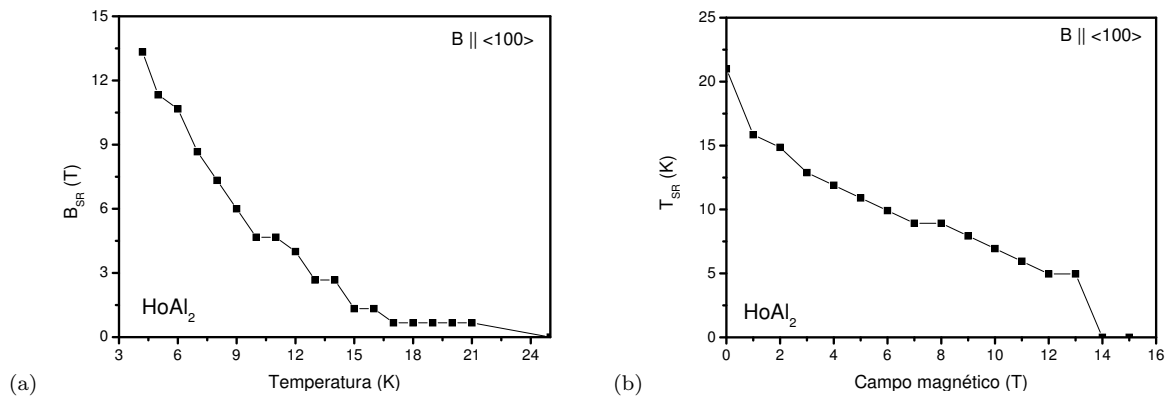 B || <100>
15
12
9
6
3
0
B_SR (T)
HoAl₂
3 6 9 12 15 18 21 24
Temperatura (K)
(a)
B || <100>
25
20
15
10
5
0
T_SR (K)
HoAl₂
0 2 4 6 8 10 12 14 16
Campo magnético (T)
(b)